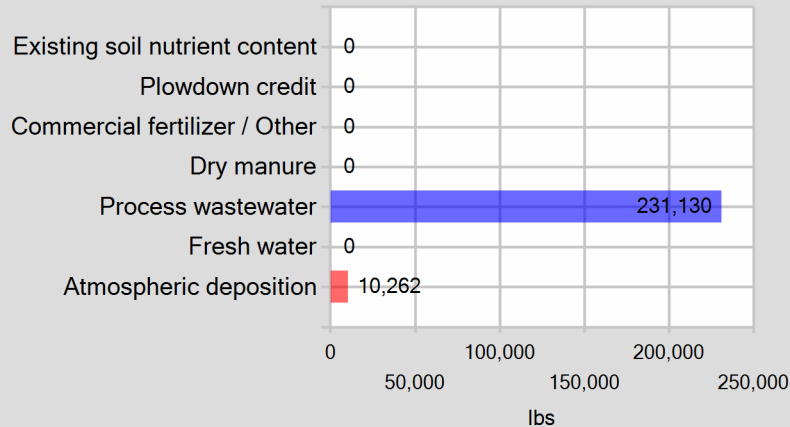 Existing soil nutrient content 0
Plowdown credit 0
Commercial fertilizer / Other 0
Dry manure 0
Process wastewater 231,130
Fresh water 0
Atmospheric deposition 10,262
0 100,000 200,000
50,000 150,000 250,000
lbs